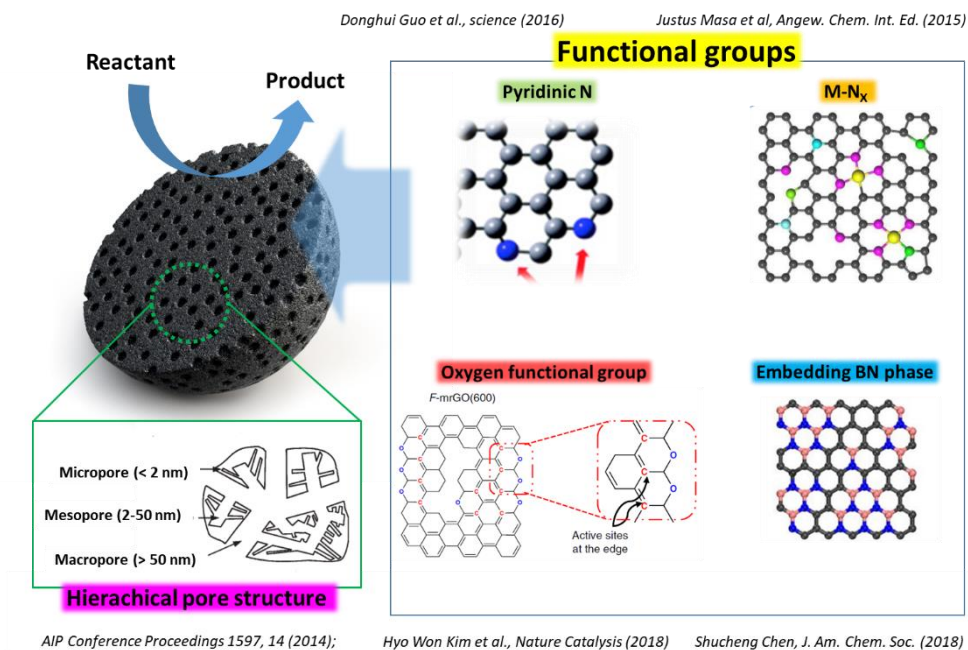 Donghui Guo et al., science (2016)
Justus Masa et al, Angew. Chem. Int. Ed. (2015)
Functional groups
Reactant
Product
Pyridinic N
M-Nx
Oxygen functional group
Embedding BN phase
F-mrGO(600)
Active sites
at the edge
Micropore (< 2 nm)
Mesopore (2-50 nm)
Macropore (> 50 nm)
Hierachical pore structure
AIP Conference Proceedings 1597, 14 (2014);
Hyo Won Kim et al., Nature Catalysis (2018)
Shucheng Chen, J. Am. Chem. Soc. (2018)